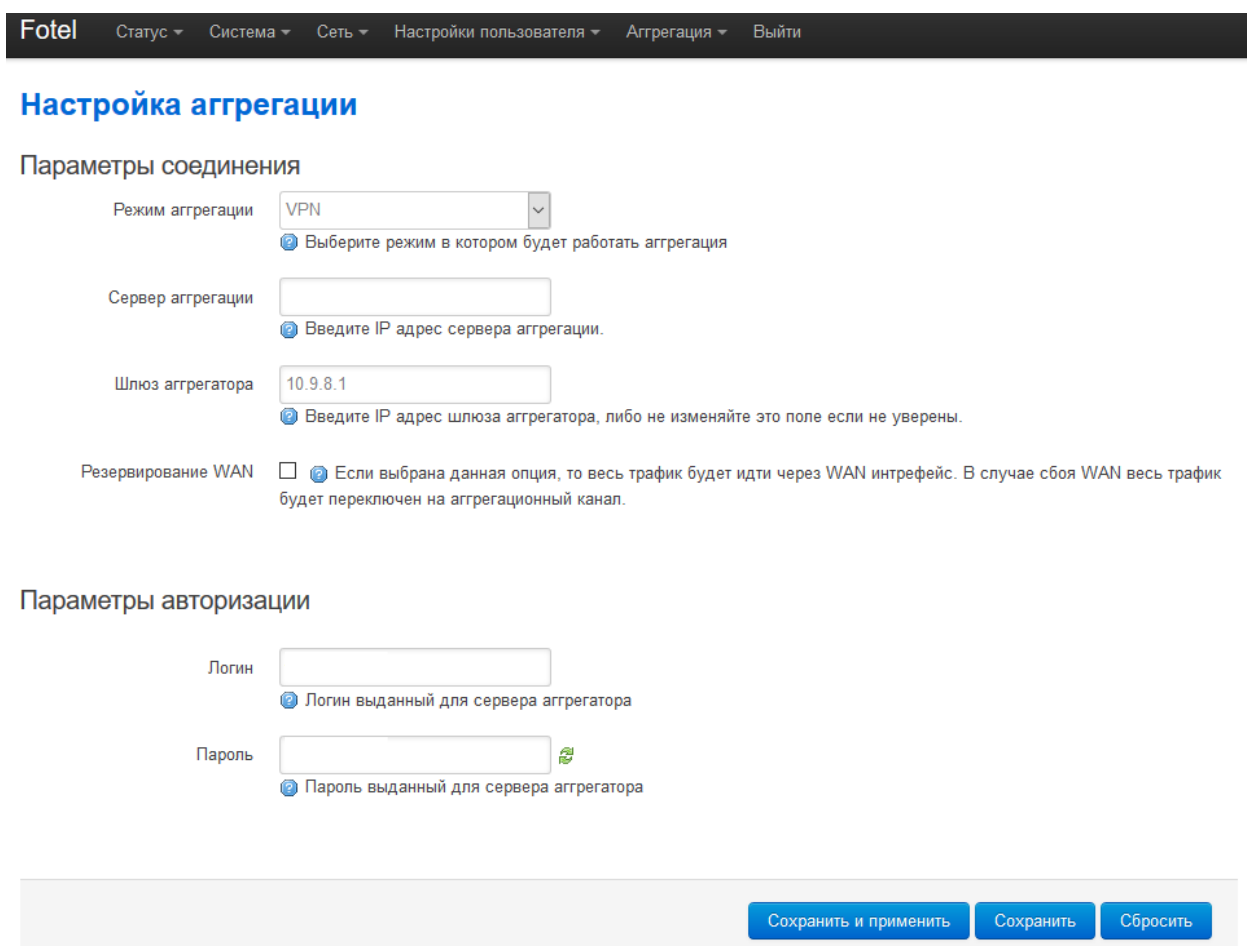 Fotel Статус Система Сеть Настройки пользователя Аггрегация Выйти
Настройка аггрегации
Параметры соединения
Режим аггрегации VPN
Выберите режим в котором будет работать аггрегация
Сервер аггрегации
Введите IP адрес сервера аггрегации.
Шлюз аггрегатора 10.9.8.1
Введите IP адрес шлюза аггрегатора, либо не изменяйте это поле если не уверены.
Резервирование WAN Если выбрана данная опция, то весь трафик будет идти через WAN интрефейс. В случае сбоя WAN весь трафик
будет переключен на аггрегационный канал.
Параметры авторизации
Логин
Логин выданный для сервера аггрегатора
Пароль
Пароль выданный для сервера аггрегатора
Сохранить и применить Сохранить Сбросить